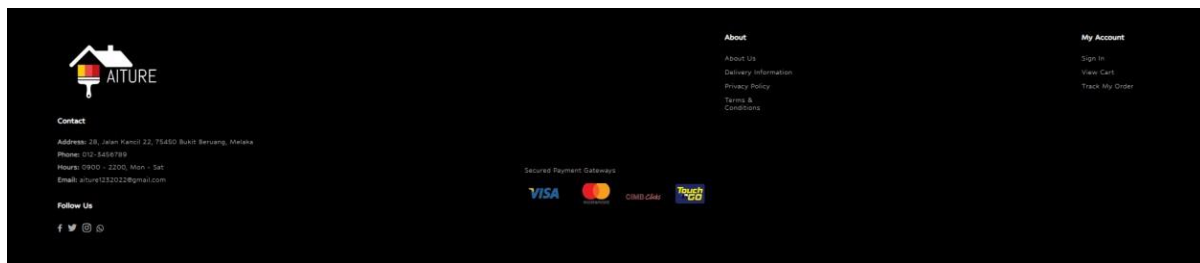 AITURE
Contact
Address: 28, Jalan Kancil 22, 75450 Bukit Beruang, Melaka
Phone: 012-3456789
Hours: 0900 - 2200, Mon - Sat
Email: aiture1232022@gmail.com
Follow Us
Secured Payment Gateways
VISA
CIMB Clicks
Touch
GO
About
About Us
Delivery Information
Privacy Policy
Terms &
Conditions
My Account
Sign In
View Cart
Track My Order